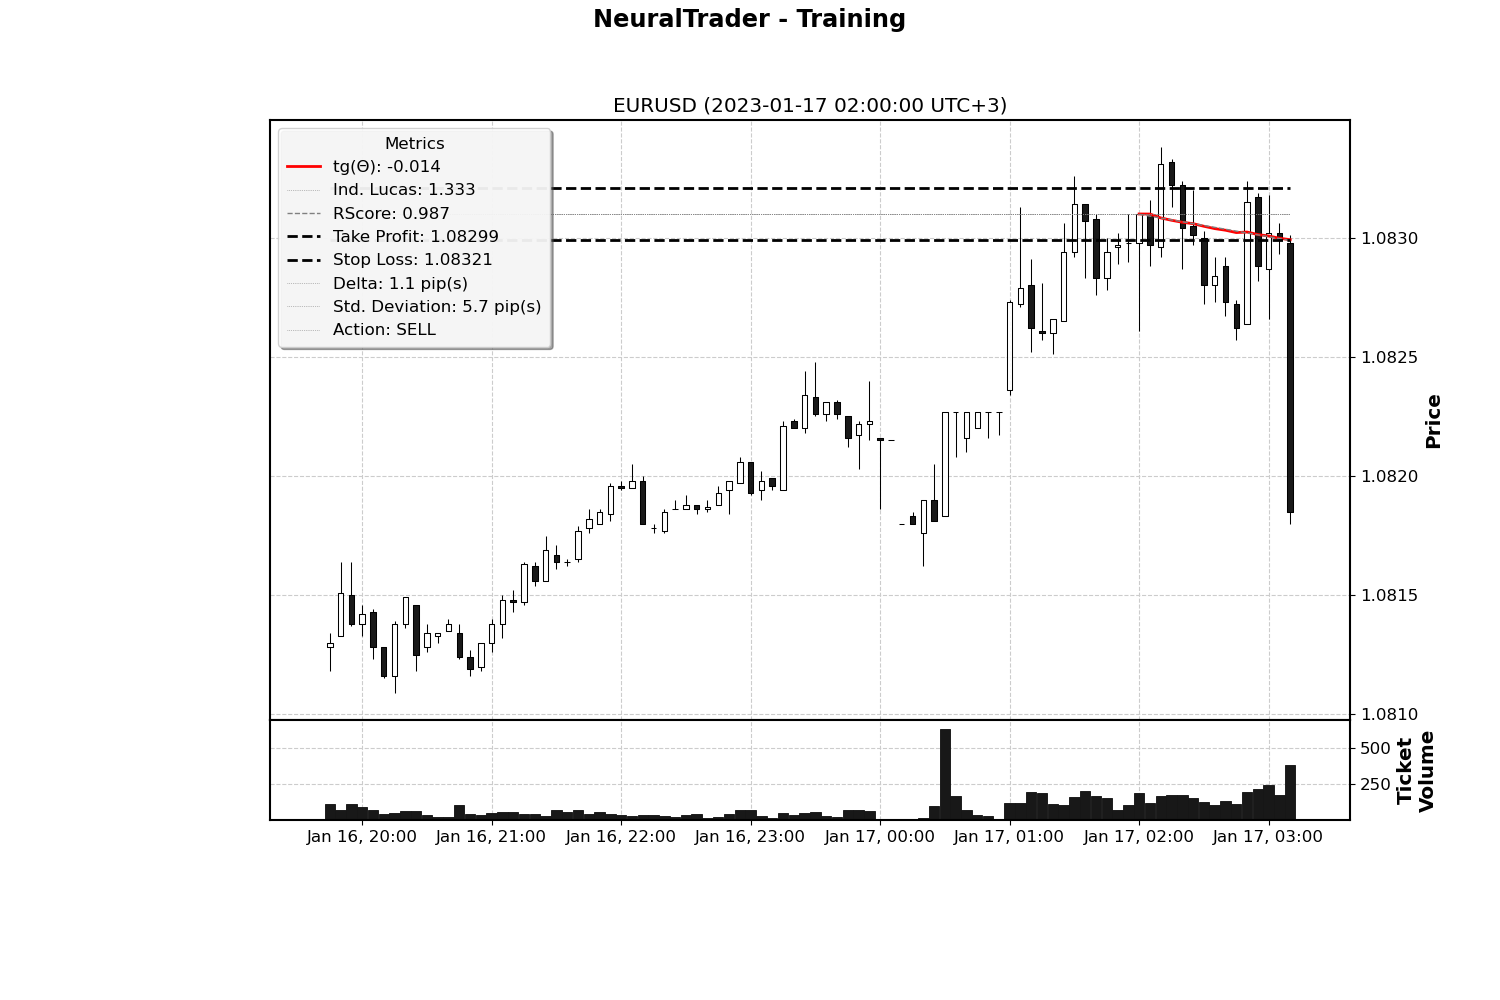 NeuralTrader - Training
EURUSD (2023-01-17 02:00:00 UTC+3)
Metrics
tg(Θ): -0.014
Ind. Lucas: 1.333
RScore: 0.987
Take Profit: 1.08299
Stop Loss: 1.08321
Delta: 1.1 pip(s)
Std. Deviation: 5.7 pip(s)
Action: SELL
1.0830
1.0825
1.0820
1.0815
1.0810
Price
500
250
Ticket
Volume
Jan 16, 20:00
Jan 16, 21:00
Jan 16, 22:00
Jan 16, 23:00
Jan 17, 00:00
Jan 17, 01:00
Jan 17, 02:00
Jan 17, 03:00